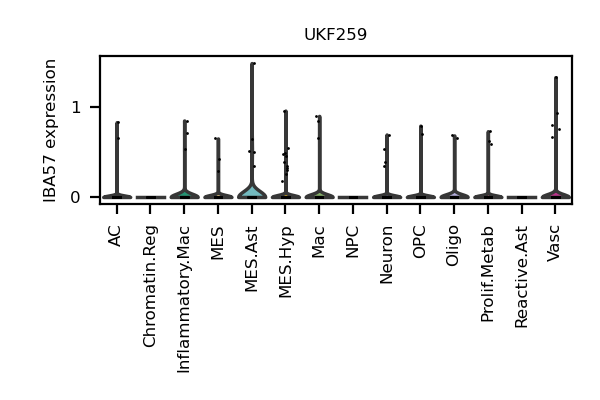 UKF259
IBA57 expression
1
0
AC
Chromatin.Reg
Inflammatory.Mac
MES
MES.Ast
MES.Hyp
Mac
NPC
Neuron
OPC
Oligo
Prolif.Metab
Reactive.Ast
Vasc